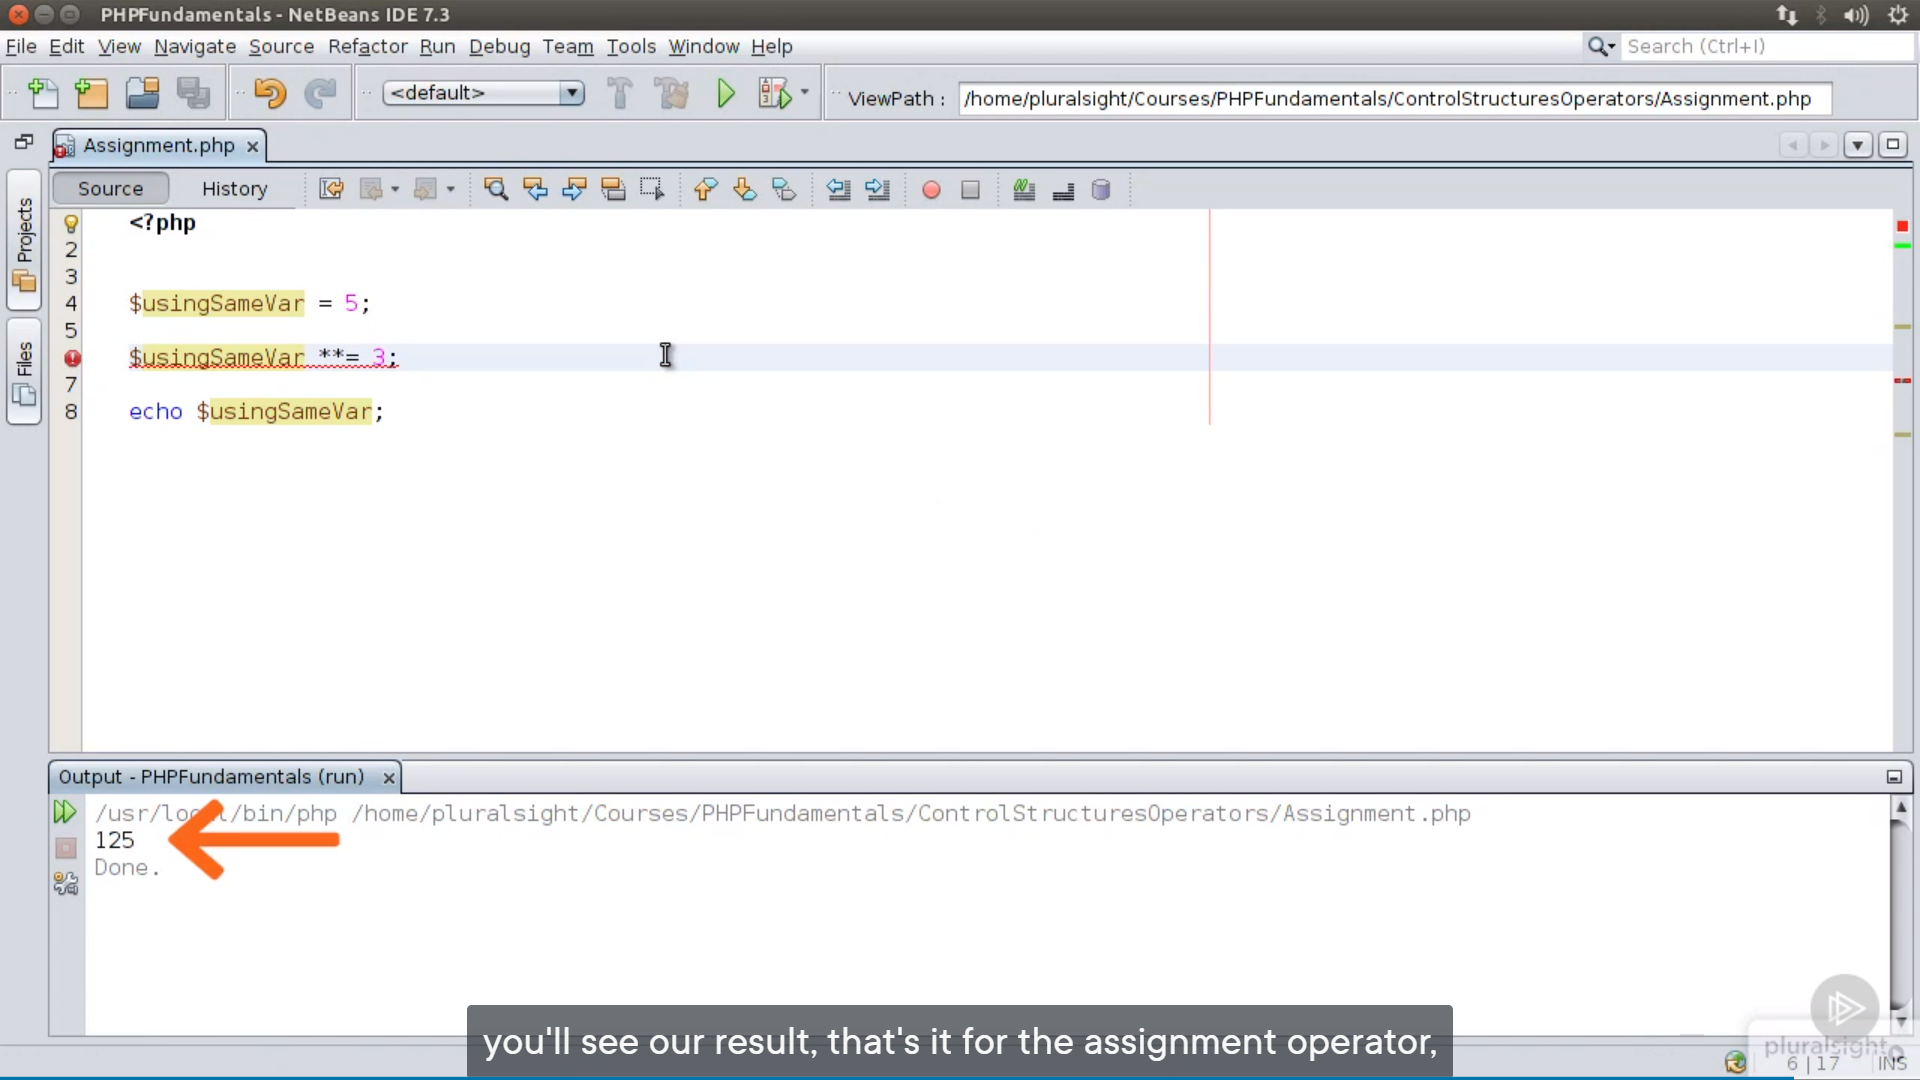 PHPFundamentals - NetBeans IDE 7.3
File Edit View Navigate Source Refactor Run Debug Team Tools Window Help
Search (Ctrl+I)
<default>
ViewPath : /home/pluralsight/Courses/PHPFundamentals/ControlStructuresOperators/Assignment.php
Assignment.php
Source History
Projects
Files
<?php
2
3
4 $usingSameVar = 5;
5
$usingSameVar **= 3;
7
8 echo $usingSameVar;
Output - PHPFundamentals (run)
/usr/local/bin/php /home/pluralsight/Courses/PHPFundamentals/ControlStructuresOperators/Assignment.php
125
Done.
you'll see our result, that's it for the assignment operator,
pluralsight
6 | 17 INS